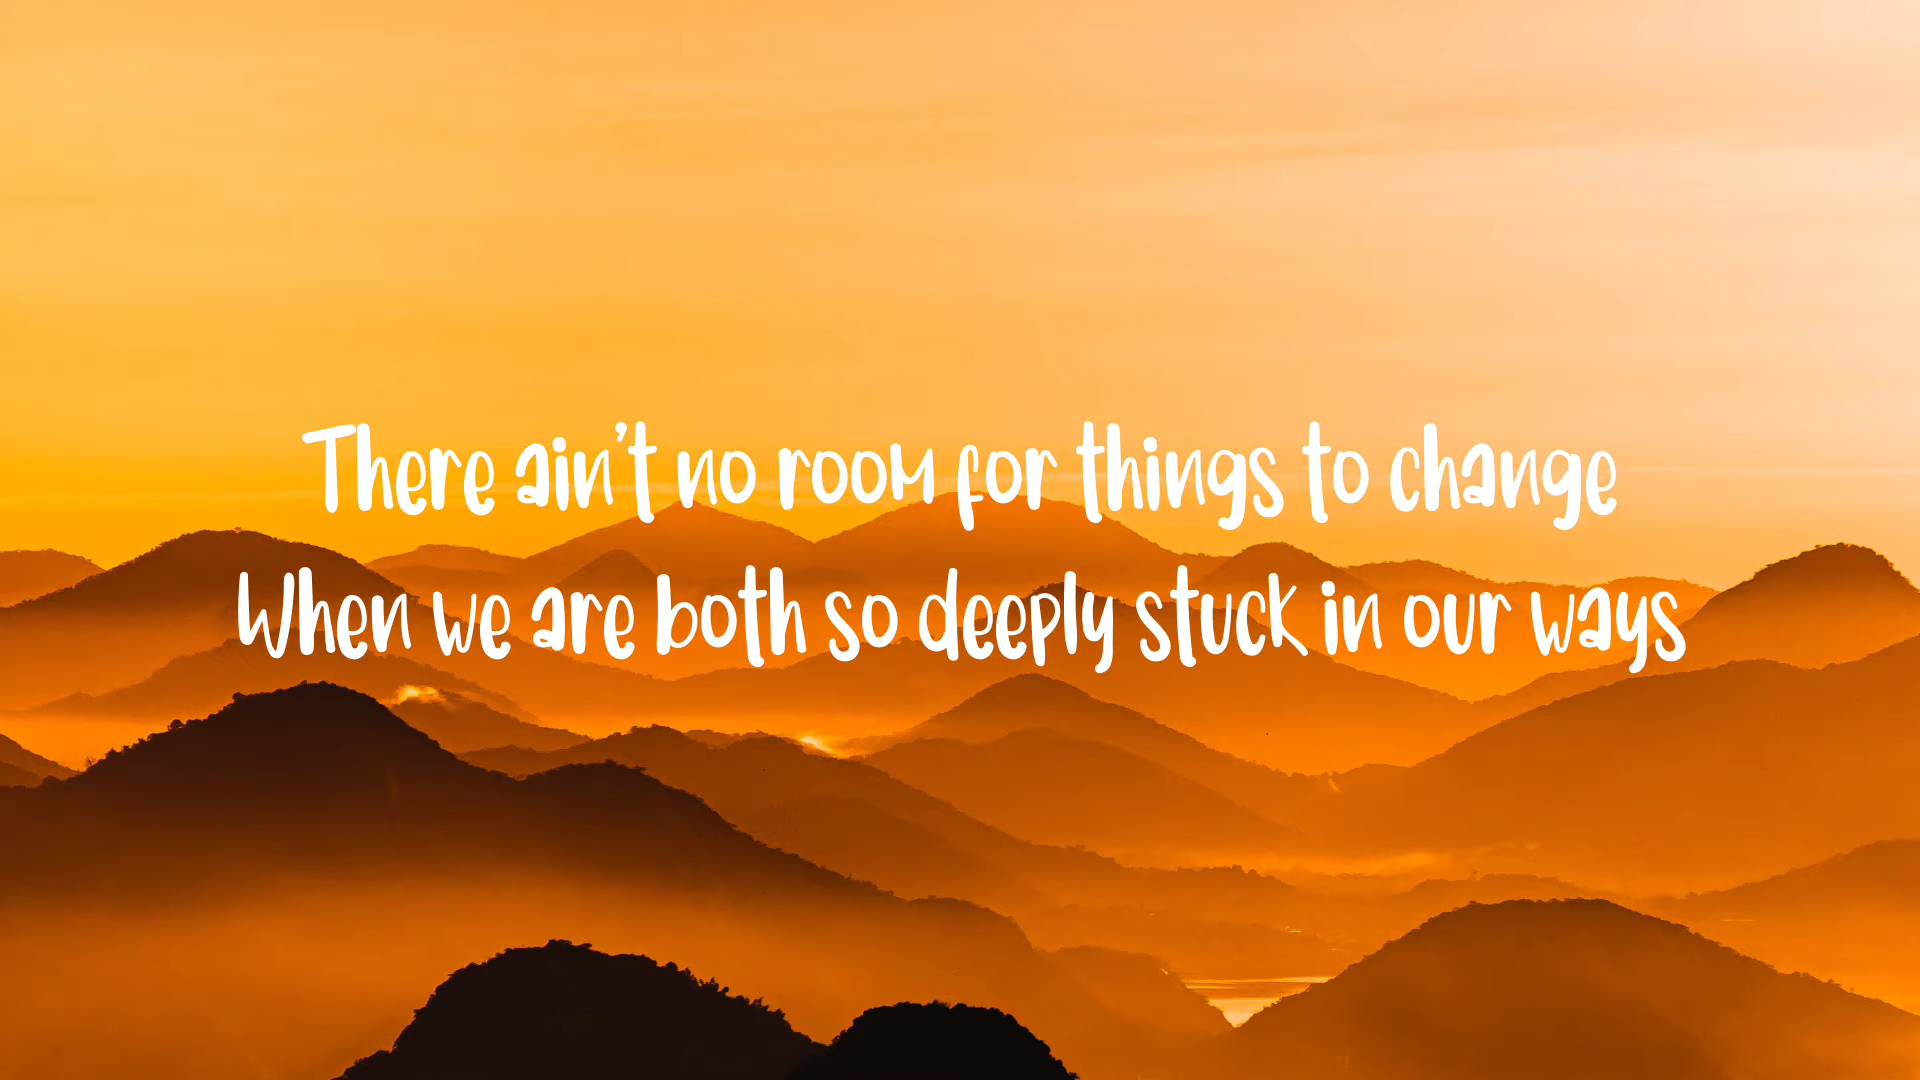 There ain't no room for things to change
When we are both so deeply stuck in our ways